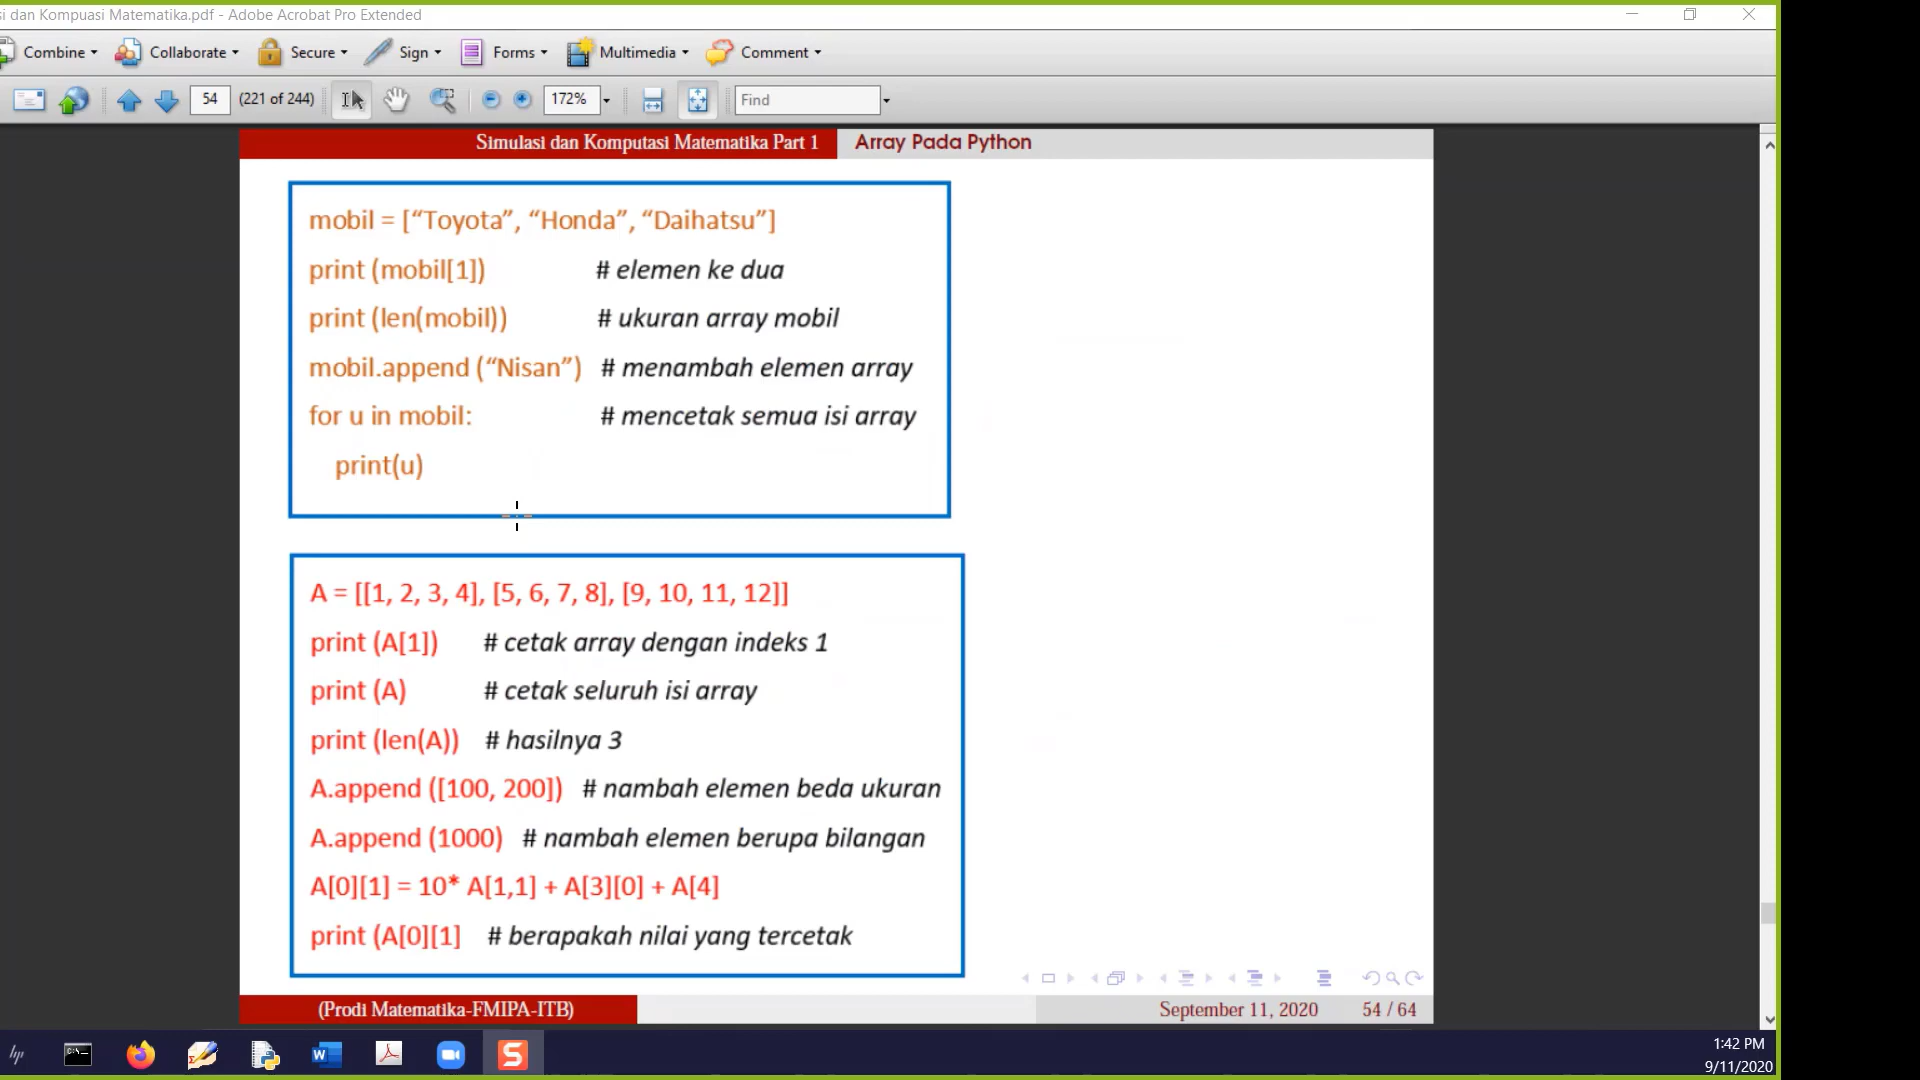 si dan Kompuasi Matematika.pdf - Adobe Acrobat Pro Extended
Combine Collaborate Secure Sign Forms Multimedia Comment
54 (221 of 244) 172% Find
Simulasi dan Komputasi Matematika Part 1 Array Pada Python
mobil = [“Toyota”, “Honda”, “Daihatsu”]
print (mobil[1]) # elemen ke dua
print (len(mobil)) # ukuran array mobil
mobil.append (“Nisan”) # menambah elemen array
for u in mobil: # mencetak semua isi array
print(u)
A = [[1, 2, 3, 4], [5, 6, 7, 8], [9, 10, 11, 12]]
print (A[1]) # cetak array dengan indeks 1
print (A) # cetak seluruh isi array
print (len(A)) # hasilnya 3
A.append ([100, 200]) # nambah elemen beda ukuran
A.append (1000) # nambah elemen berupa bilangan
A[0][1] = 10* A[1,1] + A[3][0] + A[4]
print (A[0][1] # berapakah nilai yang tercetak
(Prodi Matematika-FMIPA-ITB) September 11, 2020 54 / 64
hp
1:42 PM
9/11/2020